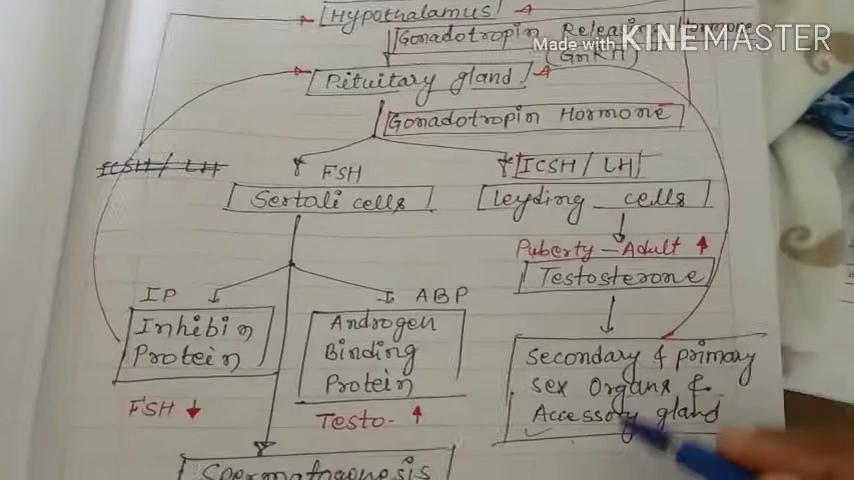 Hypothalamus
Gonadotropin Releasing Hormone
(GnRH)
Made with KINEMASTER
Pituitary gland
Gonadotropin Hormone
ICSH / LH
FSH
ICSH / LH
Sertali cells
Leyding cells
Puberty - Adult
Testosterone
IP
ABP
Inhibin
Protein
Androgen
Binding
Protein
Secondary & primary
sex Organs &
Accessory gland
FSH
Testo-
Spermatogenesis